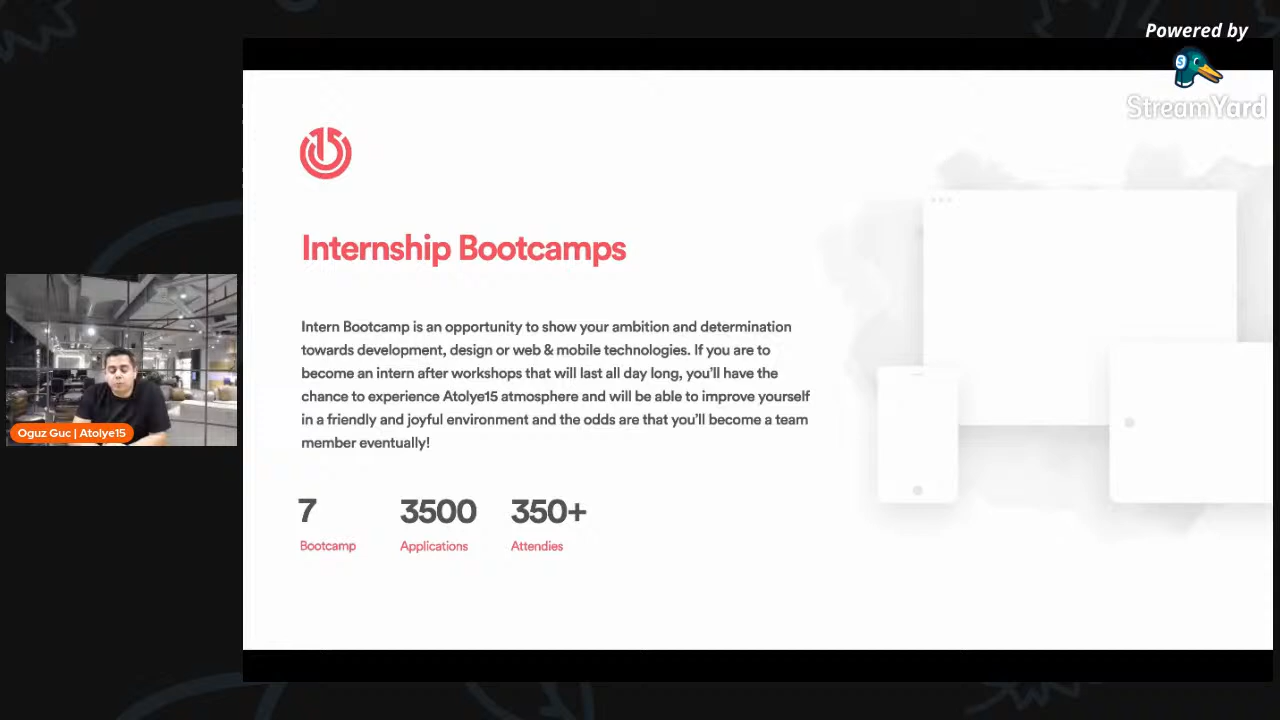 Powered by
StreamYard
Internship Bootcamps
Intern Bootcamp is an opportunity to show your ambition and determination
towards development, design or web & mobile technologies. If you are to
become an intern after workshops that will last all day long, you'll have the
chance to experience Atolye15 atmosphere and will be able to improve yourself
in a friendly and joyful environment and the odds are that you'll become a team
member eventually!
7 3500 350+
Bootcamp Applications Attendies
Oguz Guc | Atolye15